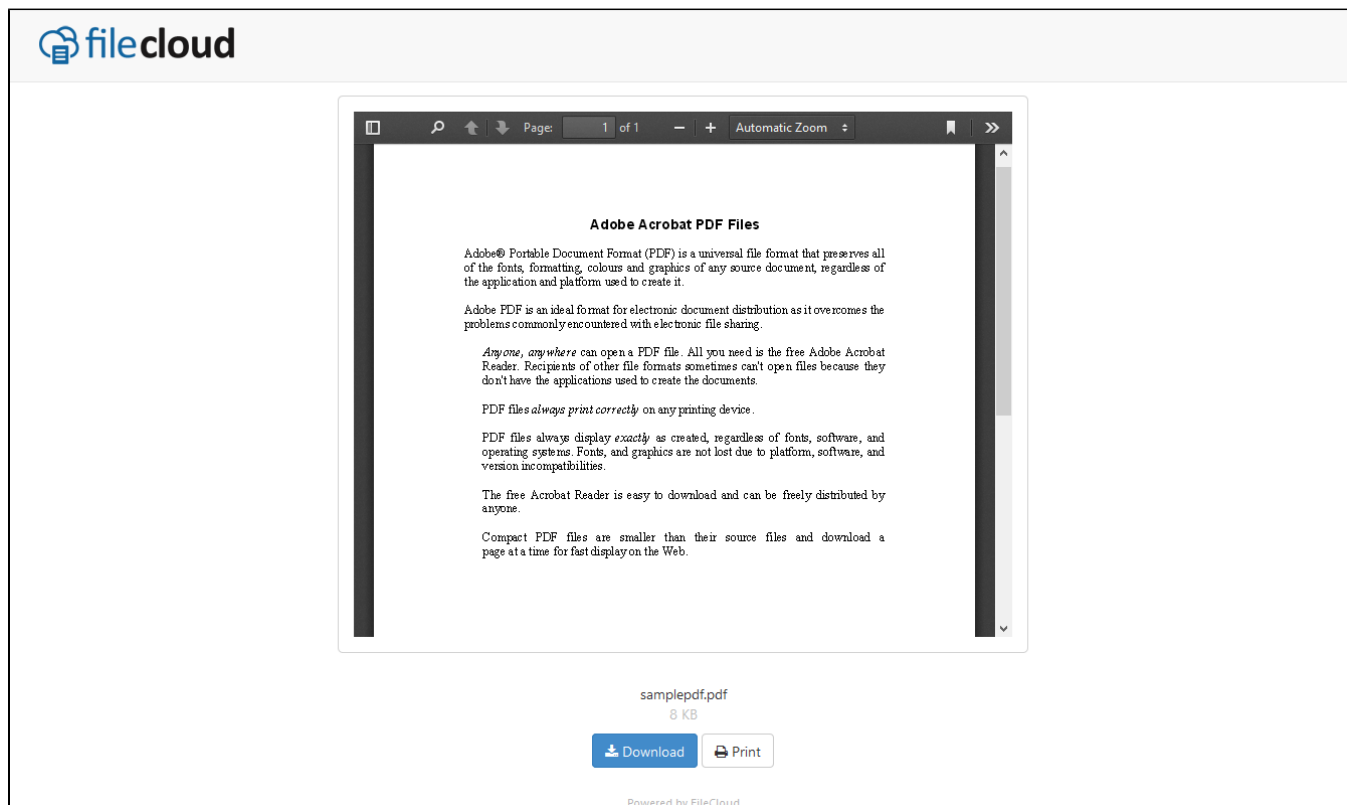 filecloud
Page: 1 of 1 Automatic Zoom
Adobe Acrobat PDF Files
Adobe® Portable Document Format (PDF) is a universal file format that preserves all
of the fonts, formatting, colours and graphics of any source document, regardless of
the application and platform used to create it.
Adobe PDF is an ideal format for electronic document distribution as it overcomes the
problems commonly encountered with electronic file sharing.
Anyone, anywhere can open a PDF file. All you need is the free Adobe Acrobat
Reader. Recipients of other file formats sometimes can't open files because they
don't have the applications used to create the documents.
PDF files always print correctly on any printing device.
PDF files always display exactly as created, regardless of fonts, software, and
operating systems. Fonts, and graphics are not lost due to platform, software, and
version incompatibilities.
The free Acrobat Reader is easy to download and can be freely distributed by
anyone.
Compact PDF files are smaller than their source files and download a
page at a time for fast display on the Web.
samplepdf.pdf
8 KB
Download Print
Powered by FileCloud